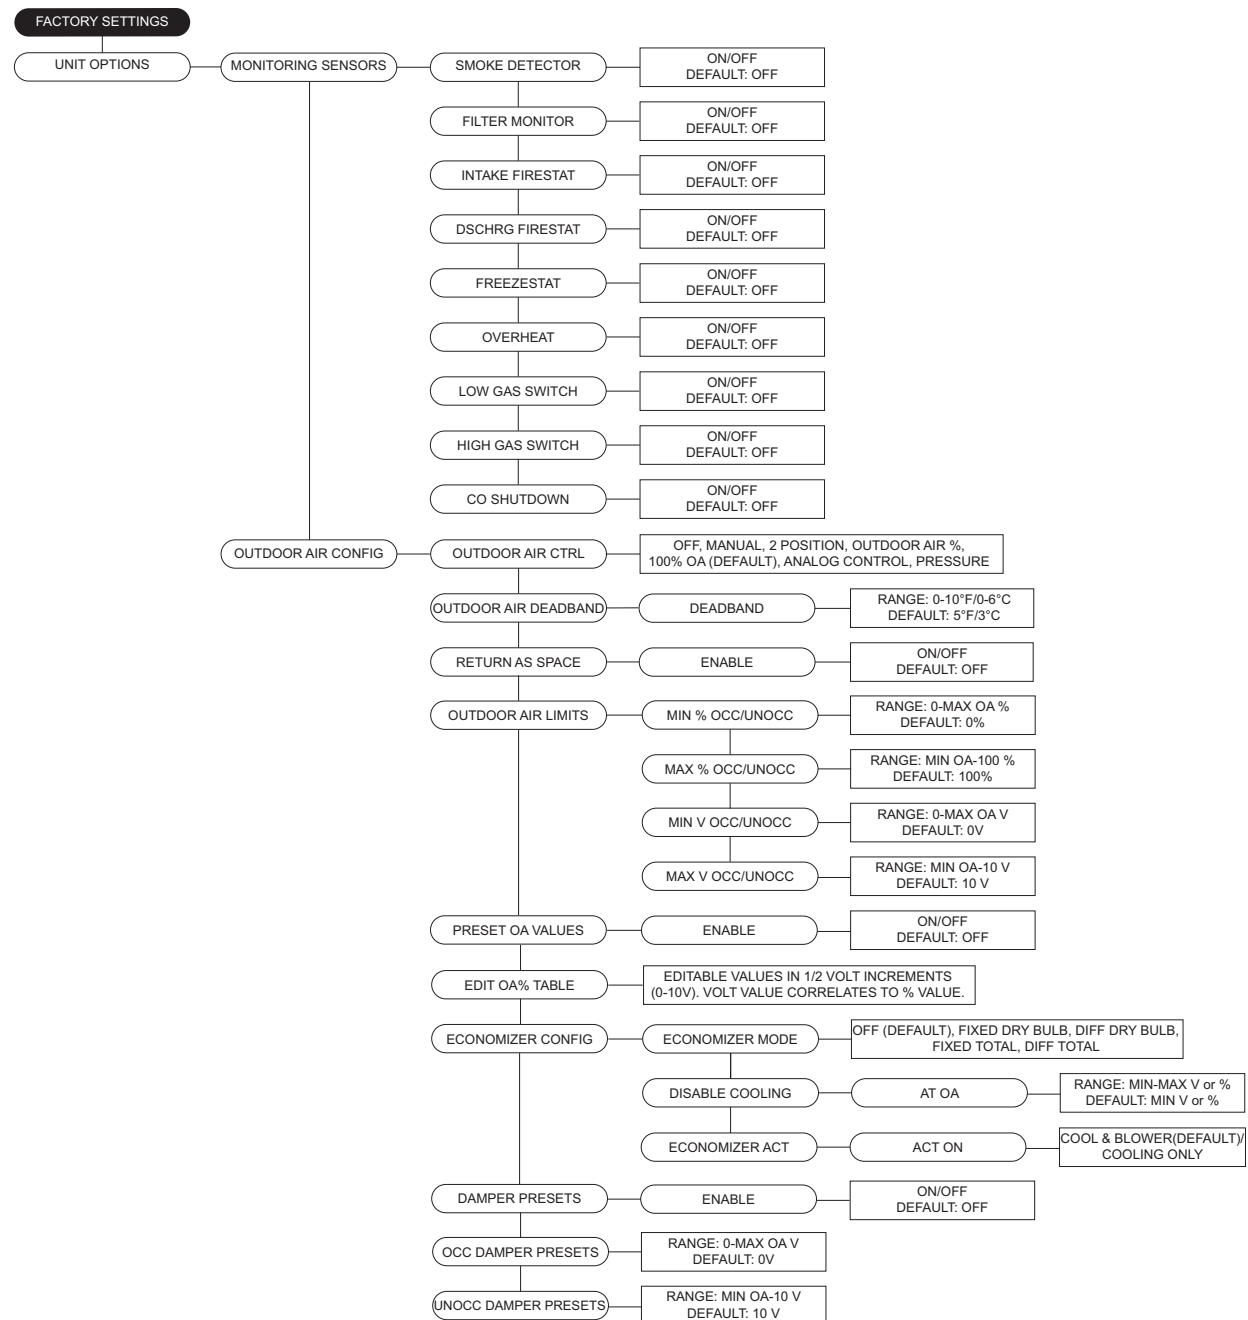 FACTORY SETTINGS
UNIT OPTIONS
MONITORING SENSORS
SMOKE DETECTOR
ON/OFF
DEFAULT: OFF
FILTER MONITOR
ON/OFF
DEFAULT: OFF
INTAKE FIRESTAT
ON/OFF
DEFAULT: OFF
DSCHRG FIRESTAT
ON/OFF
DEFAULT: OFF
FREEZESTAT
ON/OFF
DEFAULT: OFF
OVERHEAT
ON/OFF
DEFAULT: OFF
LOW GAS SWITCH
ON/OFF
DEFAULT: OFF
HIGH GAS SWITCH
ON/OFF
DEFAULT: OFF
CO SHUTDOWN
ON/OFF
DEFAULT: OFF
OUTDOOR AIR CONFIG
OUTDOOR AIR CTRL
OFF, MANUAL, 2 POSITION, OUTDOOR AIR %,
100% OA (DEFAULT), ANALOG CONTROL, PRESSURE
OUTDOOR AIR DEADBAND
DEADBAND
RANGE: 0-10°F/0-6°C
DEFAULT: 5°F/3°C
RETURN AS SPACE
ENABLE
ON/OFF
DEFAULT: OFF
OUTDOOR AIR LIMITS
MIN % OCC/UNOCC
RANGE: 0-MAX OA %
DEFAULT: 0%
MAX % OCC/UNOCC
RANGE: MIN OA-100 %
DEFAULT: 100%
MIN V OCC/UNOCC
RANGE: 0-MAX OA V
DEFAULT: 0V
MAX V OCC/UNOCC
RANGE: MIN OA-10 V
DEFAULT: 10 V
PRESET OA VALUES
ENABLE
ON/OFF
DEFAULT: OFF
EDIT OA% TABLE
EDITABLE VALUES IN 1/2 VOLT INCREMENTS
(0-10V). VOLT VALUE CORRELATES TO % VALUE.
ECONOMIZER CONFIG
ECONOMIZER MODE
OFF (DEFAULT), FIXED DRY BULB, DIFF DRY BULB,
FIXED TOTAL, DIFF TOTAL
DISABLE COOLING
AT OA
RANGE: MIN-MAX V or %
DEFAULT: MIN V or %
ECONOMIZER ACT
ACT ON
COOL & BLOWER(DEFAULT)/
COOLING ONLY
DAMPER PRESETS
ENABLE
ON/OFF
DEFAULT: OFF
OCC DAMPER PRESETS
RANGE: 0-MAX OA V
DEFAULT: 0V
UNOCC DAMPER PRESETS
RANGE: MIN OA-10 V
DEFAULT: 10 V